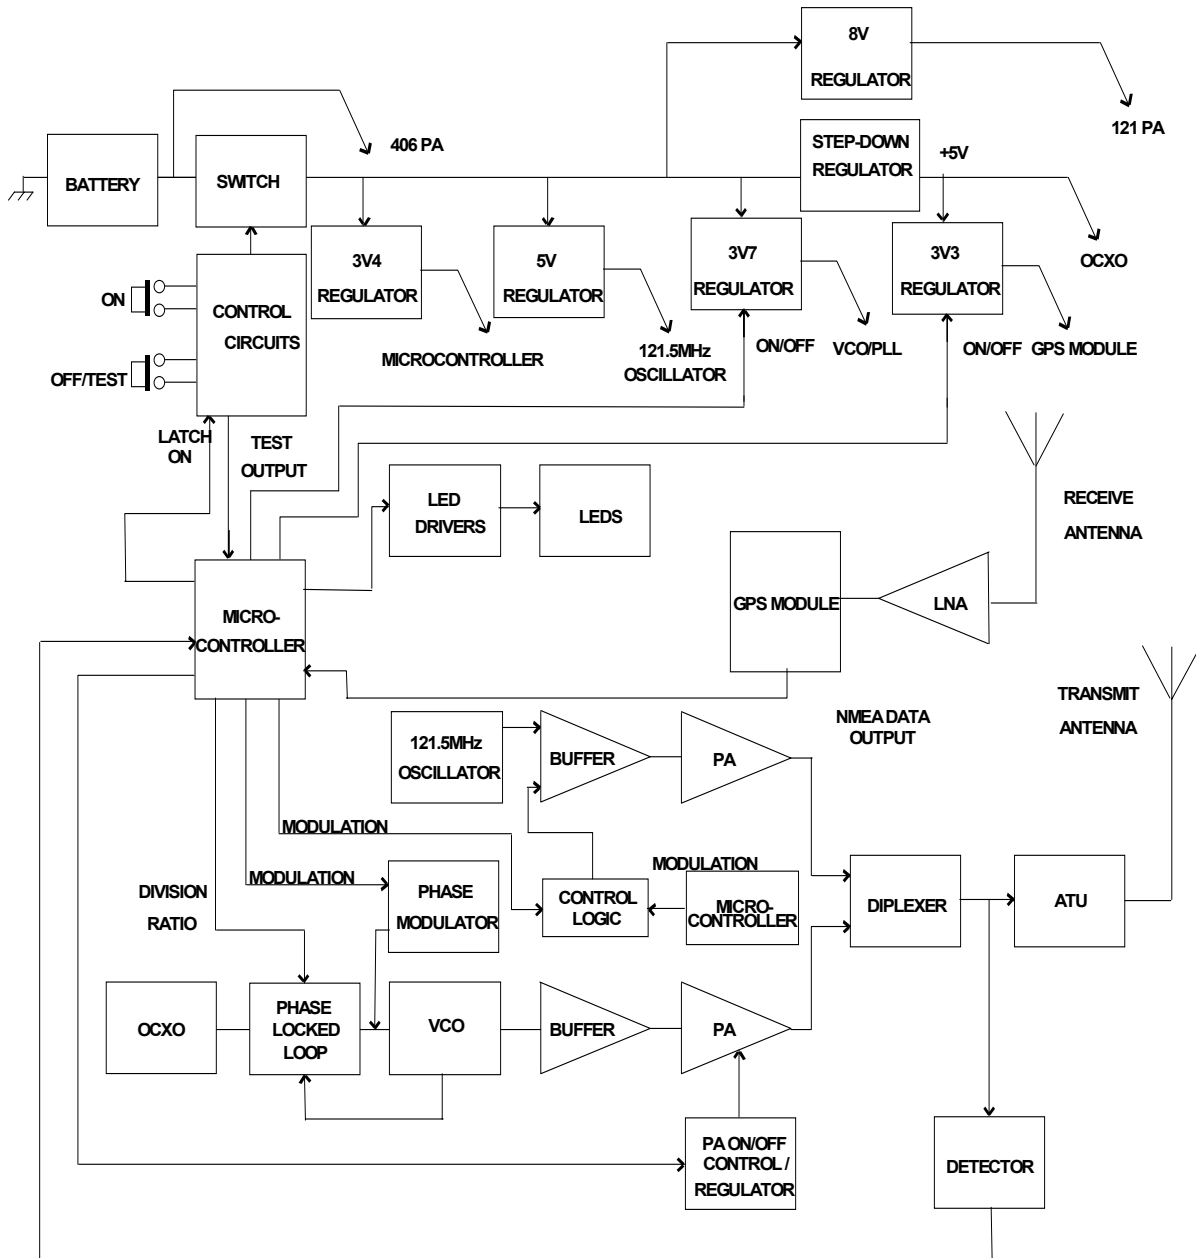 8V
REGULATOR
121 PA
406 PA
STEP-DOWN
REGULATOR
+5V
BATTERY
SWITCH
3V4
REGULATOR
5V
REGULATOR
3V7
REGULATOR
3V3
REGULATOR
OCXO
ON
CONTROL
CIRCUITS
OFF/TEST
MICROCONTROLLER
121.5MHz
OSCILLATOR
ON/OFF
VCO/PLL
ON/OFF
GPS MODULE
LATCH
ON
TEST
OUTPUT
LED
DRIVERS
LEDS
RECEIVE
ANTENNA
GPS MODULE
LNA
MICRO-
CONTROLLER
TRANSMIT
ANTENNA
NMEA DATA
OUTPUT
121.5MHz
OSCILLATOR
BUFFER
PA
MODULATION
MODULATION
MODULATION
DIVISION
RATIO
PHASE
MODULATOR
CONTROL
LOGIC
MICRO-
CONTROLLER
DIPLEXER
ATU
OCXO
PHASE
LOCKED
LOOP
VCO
BUFFER
PA
PA ON/OFF
CONTROL /
REGULATOR
DETECTOR